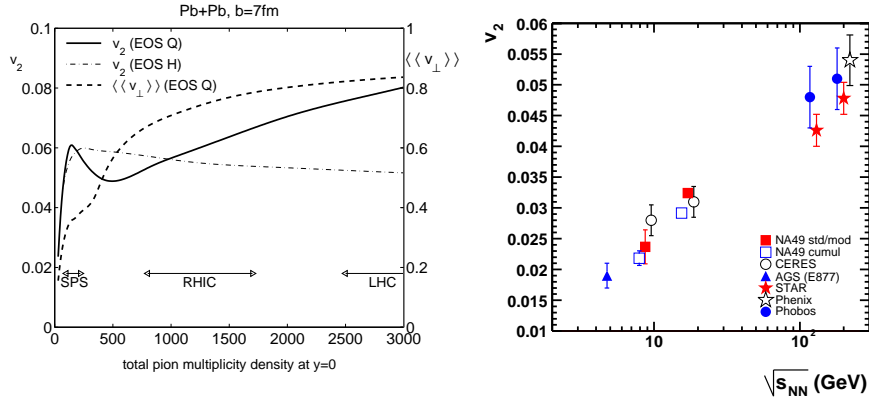 Pb+Pb, b=7fm
v2 (EOS Q)
v2 (EOS H)
⟨⟨v⊥⟩⟩ (EOS Q)
v2
⟨⟨v⊥⟩⟩
0.1
0.08
0.06
0.04
0.02
0
1
0.8
0.6
0.4
0.2
0
SPS
RHIC
LHC
0 500 1000 1500 2000 2500 3000
total pion multiplicity density at y=0
v2
0.06
0.055
0.05
0.045
0.04
0.035
0.03
0.025
0.02
0.015
0.01
NA49 std/mod
NA49 cumul
CERES
AGS (E877)
STAR
Phenix
Phobos
10 10²
√sNN (GeV)